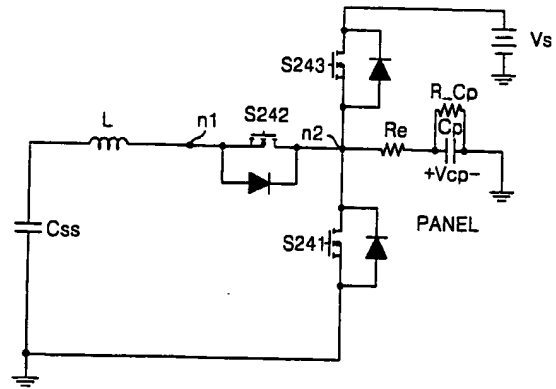 Vs
S243
R_Cp
L
n1
S242
n2
Re
Cp
+Vcp-
Css
S241
PANEL